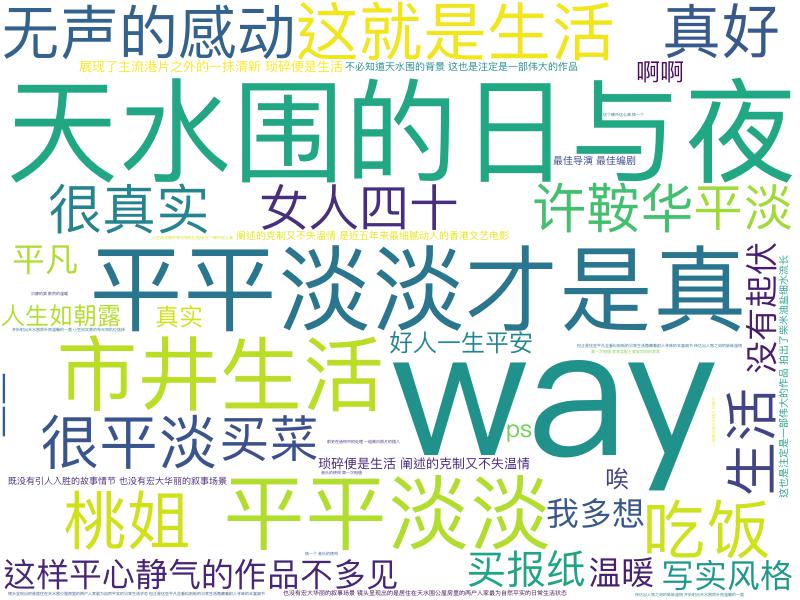 无声的感动 这就是生活 真好
展现了主流港片之外的一抹清新 琐碎便是生活 不必知道天水围的背景 这也是注定是一部伟大的作品
啊啊
天水围的日与夜
最佳导演 最佳编剧
很真实 女人四十 许鞍华 平淡
阐述的克制又不失温情 是近五年来最细腻动人的香港文艺电影
平凡
平平淡淡才是真
没有起伏
拍出了柴米油盐细水流长
人生如朝露 真实
好人一生平安
市井生活
way
ps
生活
这也是注定是一部伟大的作品
很平淡 买菜
琐碎便是生活 阐述的克制又不失温情
既没有引人入胜的故事情节 也没有宏大华丽的叙事场景
唉
桃姐 平平淡淡 我多想 吃饭
这样平心静气的作品不多见 买报纸 温暖 写实风格
也没有宏大华丽的叙事场景 镜头呈现出的是居住在天水围公屋房里的两户人家最为自然平实的日常生活状态